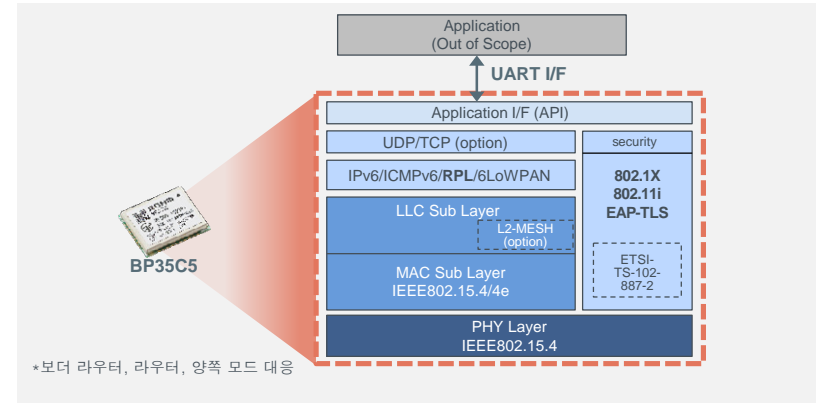 Application
(Out of Scope)
UART I/F
Application I/F (API)
UDP/TCP (option)
security
IPv6/ICMPv6/RPL/6LoWPAN
802.1X
802.11i
EAP-TLS
LLC Sub Layer
L2-MESH
(option)
ETSI-
TS-102-
887-2
MAC Sub Layer
IEEE802.15.4/4e
PHY Layer
IEEE802.15.4
BP35C5
*보더 라우터, 라우터, 양쪽 모드 대응